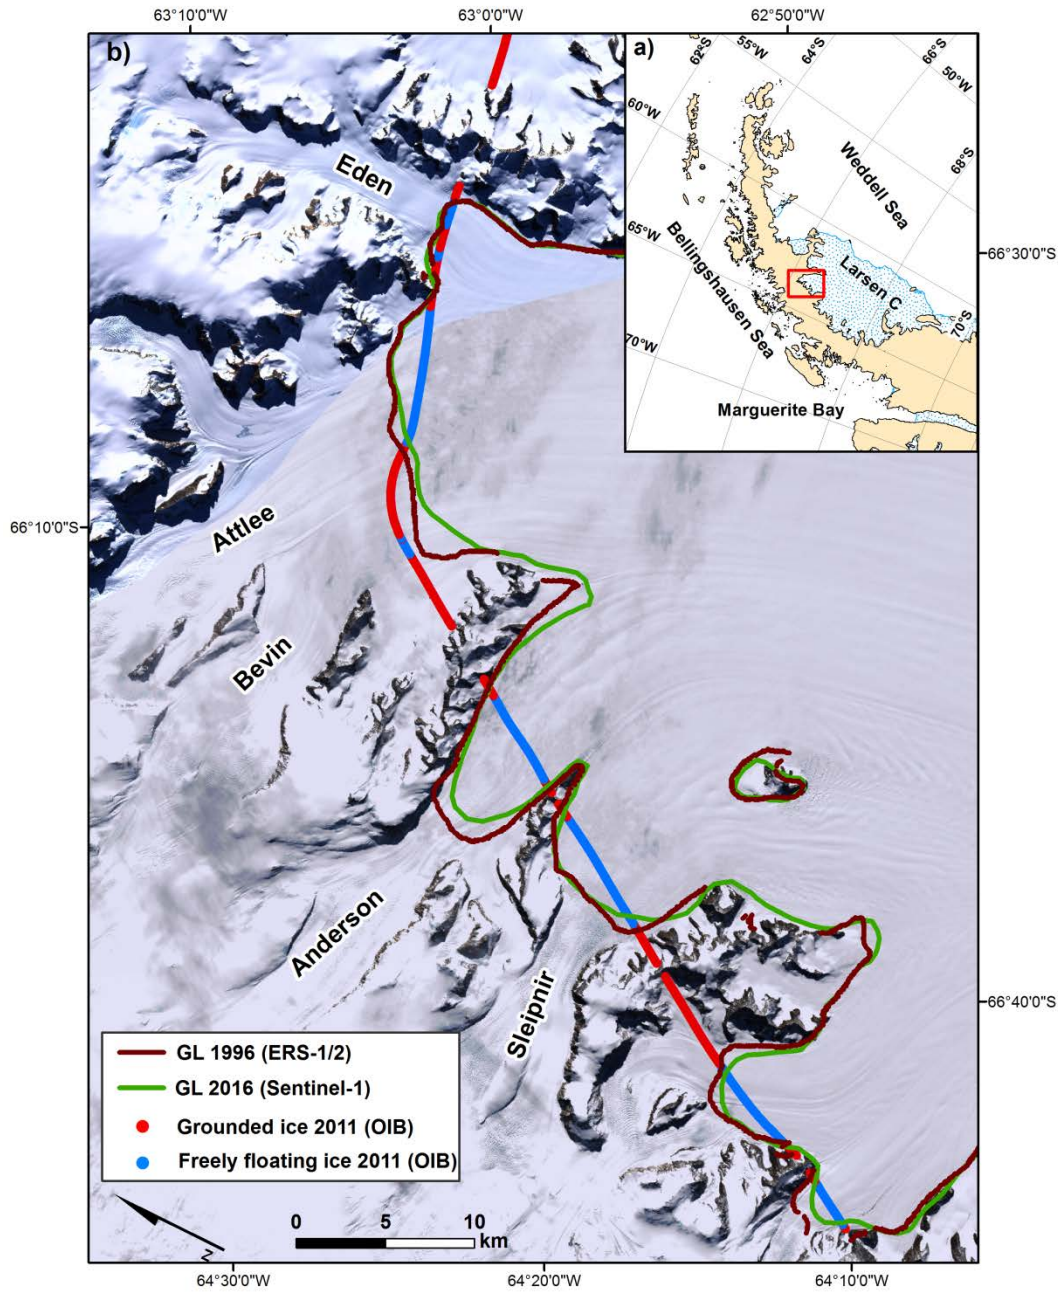 63°10'0"W
63°0'0"W
62°50'0"W
b)
a)
62°S
55°W
64°S
66°S
50°W
60°W
68°S
Weddell Sea
65°W
Bellingshausen Sea
Larsen C
70°S
70°W
Marguerite Bay
66°30'0"S
Eden
66°10'0"S
Attlee
Bevin
Anderson
Sleipnir
66°40'0"S
GL 1996 (ERS-1/2)
GL 2016 (Sentinel-1)
Grounded ice 2011 (OIB)
Freely floating ice 2011 (OIB)
N
0 5 10
km
64°30'0"W
64°20'0"W
64°10'0"W